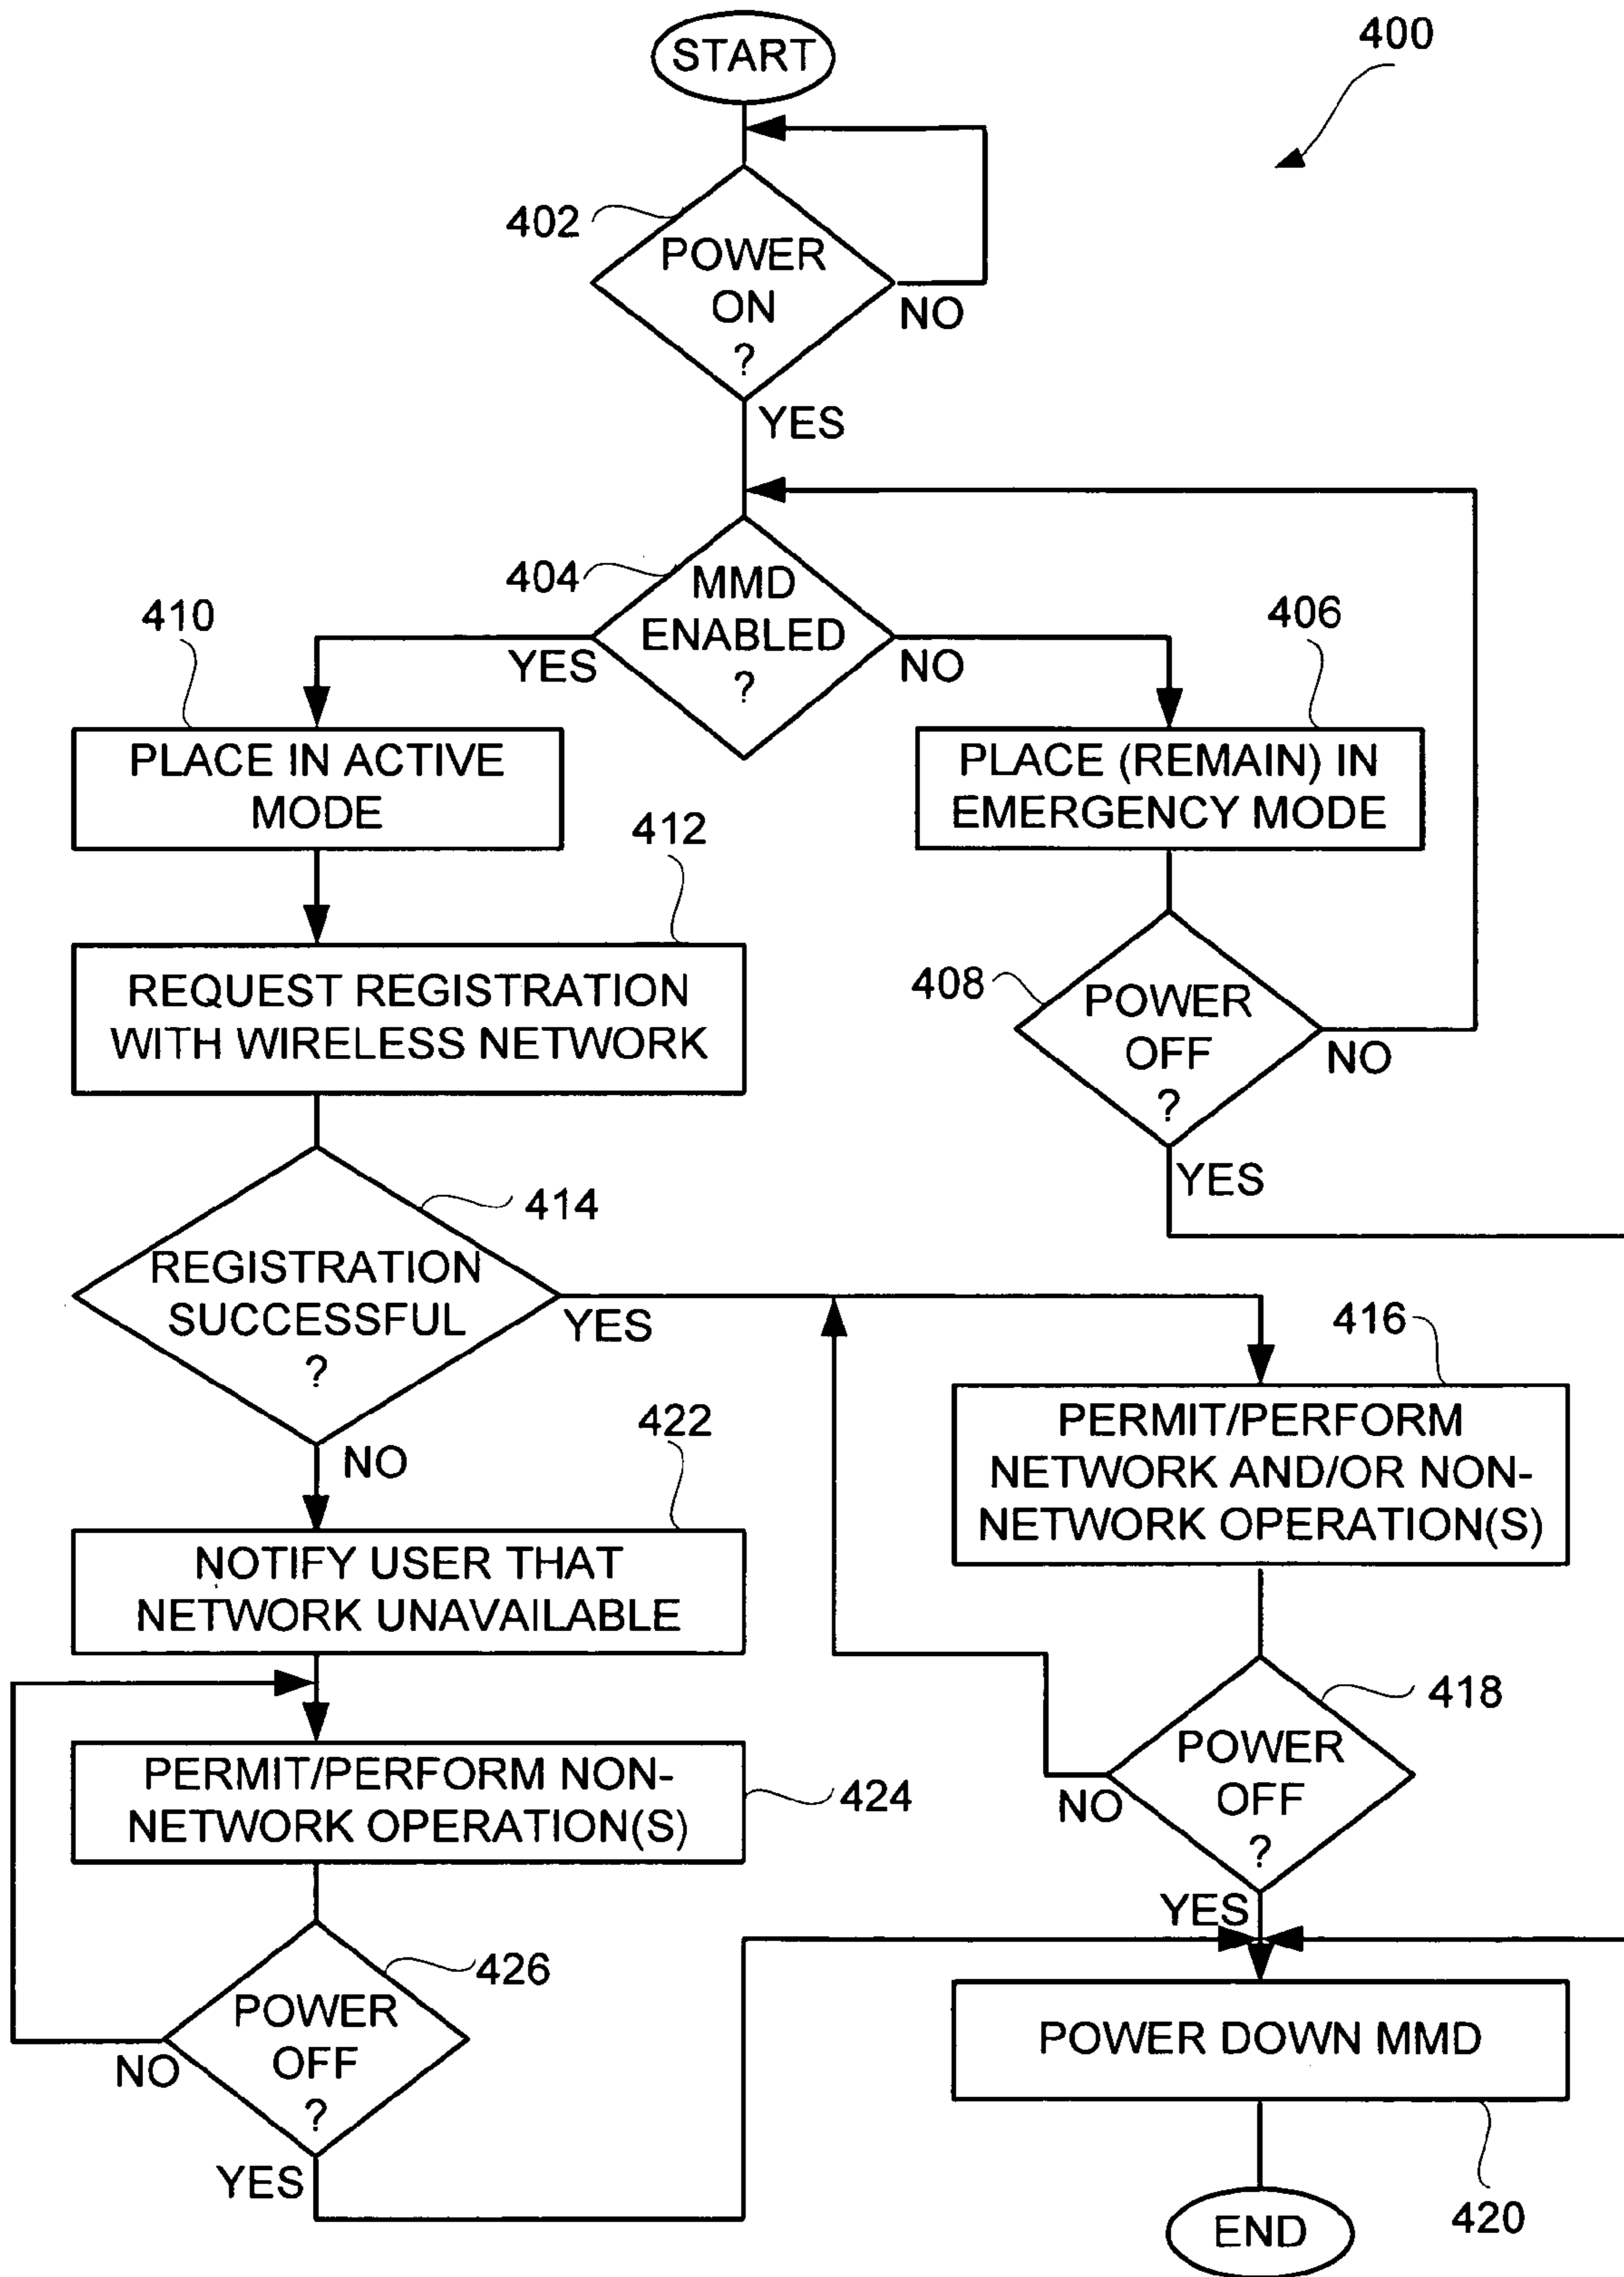 START
400
402
POWER
ON
?
NO
YES
404
MMD
ENABLED
?
YES
NO
410
406
PLACE IN ACTIVE
MODE
PLACE (REMAIN) IN
EMERGENCY MODE
412
REQUEST REGISTRATION
WITH WIRELESS NETWORK
408
POWER
OFF
?
NO
YES
414
REGISTRATION
SUCCESSFUL
?
YES
NO
416
PERMIT/PERFORM
NETWORK AND/OR NON-
NETWORK OPERATION(S)
422
NOTIFY USER THAT
NETWORK UNAVAILABLE
418
POWER
OFF
?
NO
YES
PERMIT/PERFORM NON-
NETWORK OPERATION(S)
424
426
POWER
OFF
?
NO
YES
POWER DOWN MMD
420
END